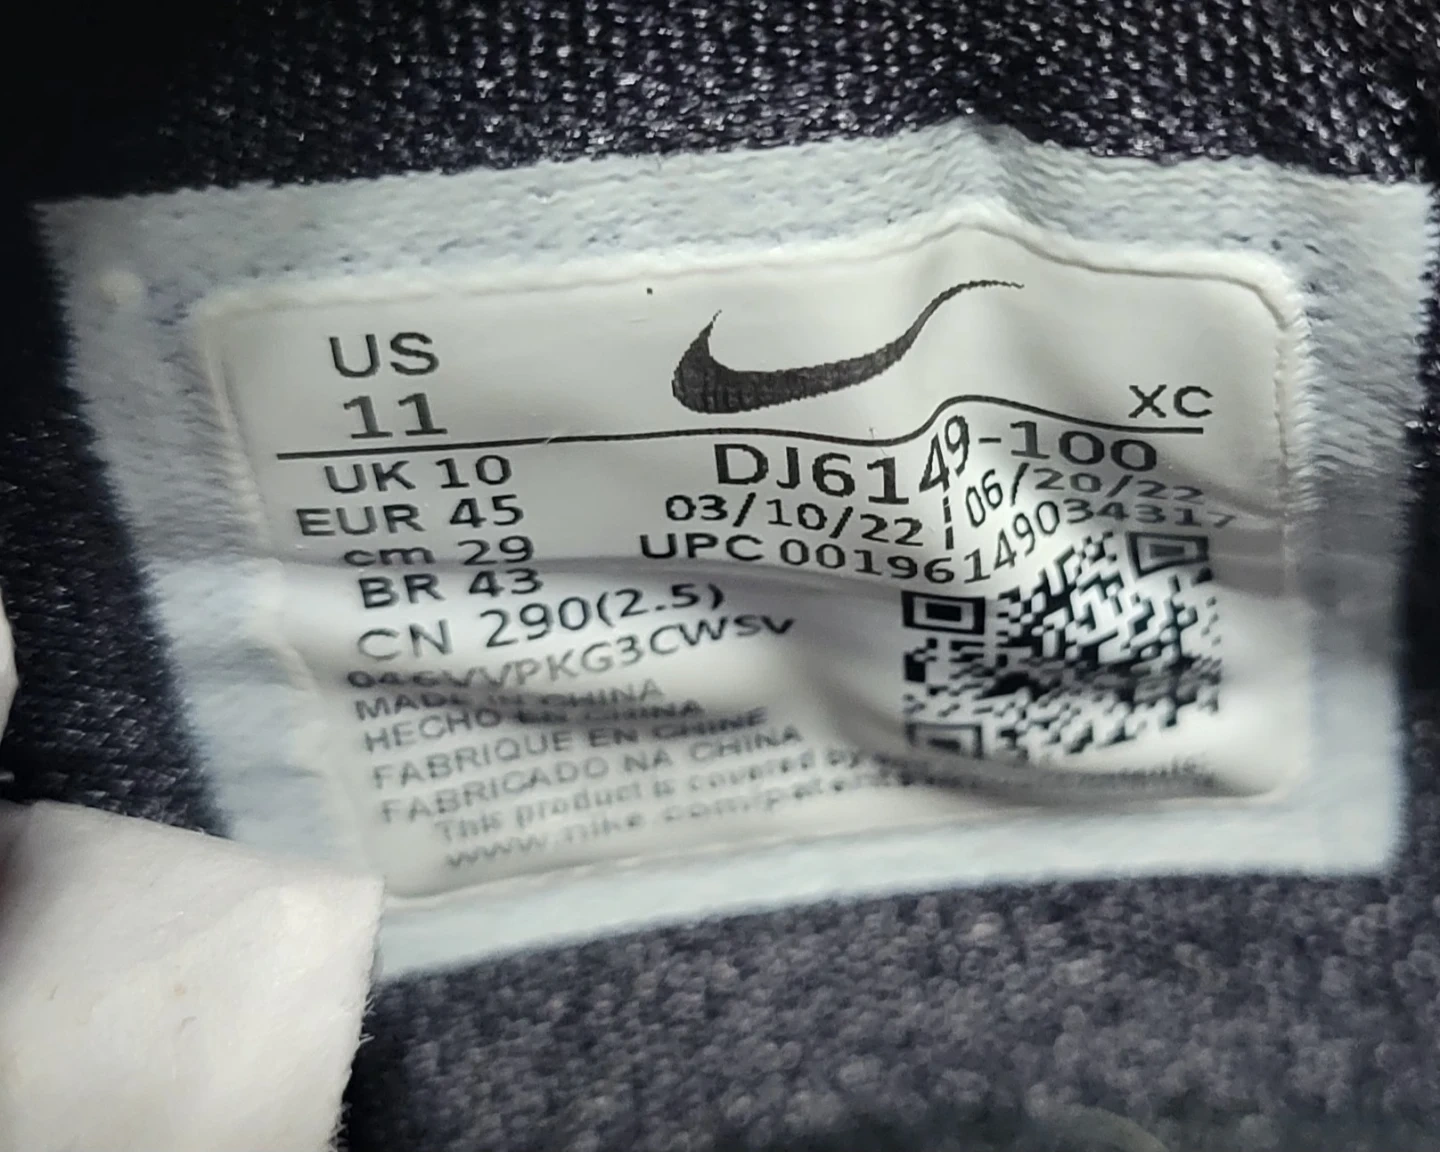 US
11
XC
UK 10
EUR 45
cm 29
BR 43
CN 290(2.5)
DJ6149-100
03/10/22 | 06/20/22
UPC 00196149034317
MADE IN CHINA
HECHO EN CHINA
FABRIQUE EN CHINE
FABRICADO NA CHINA
This product is covered by
www.nike.com/patents